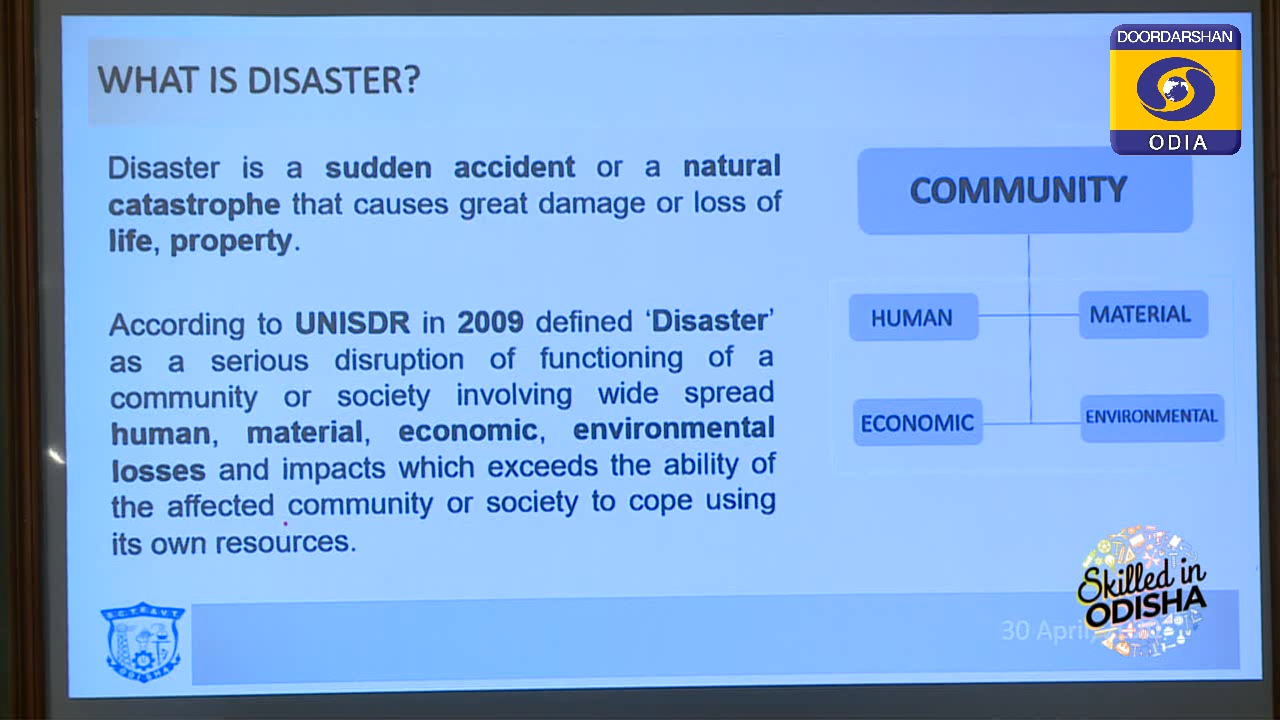 WHAT IS DISASTER?
DOORDARSHAN
ODIA
Disaster is a sudden accident or a natural
catastrophe that causes great damage or loss of
life, property.
According to UNISDR in 2009 defined ‘Disaster’
as a serious disruption of functioning of a
community or society involving wide spread
human, material, economic, environmental
losses and impacts which exceeds the ability of
the affected community or society to cope using
its own resources.
COMMUNITY
HUMAN
MATERIAL
ECONOMIC
ENVIRONMENTAL
S.C.T.E & V.T.
ODISHA
30 April
Skilled in
ODISHA